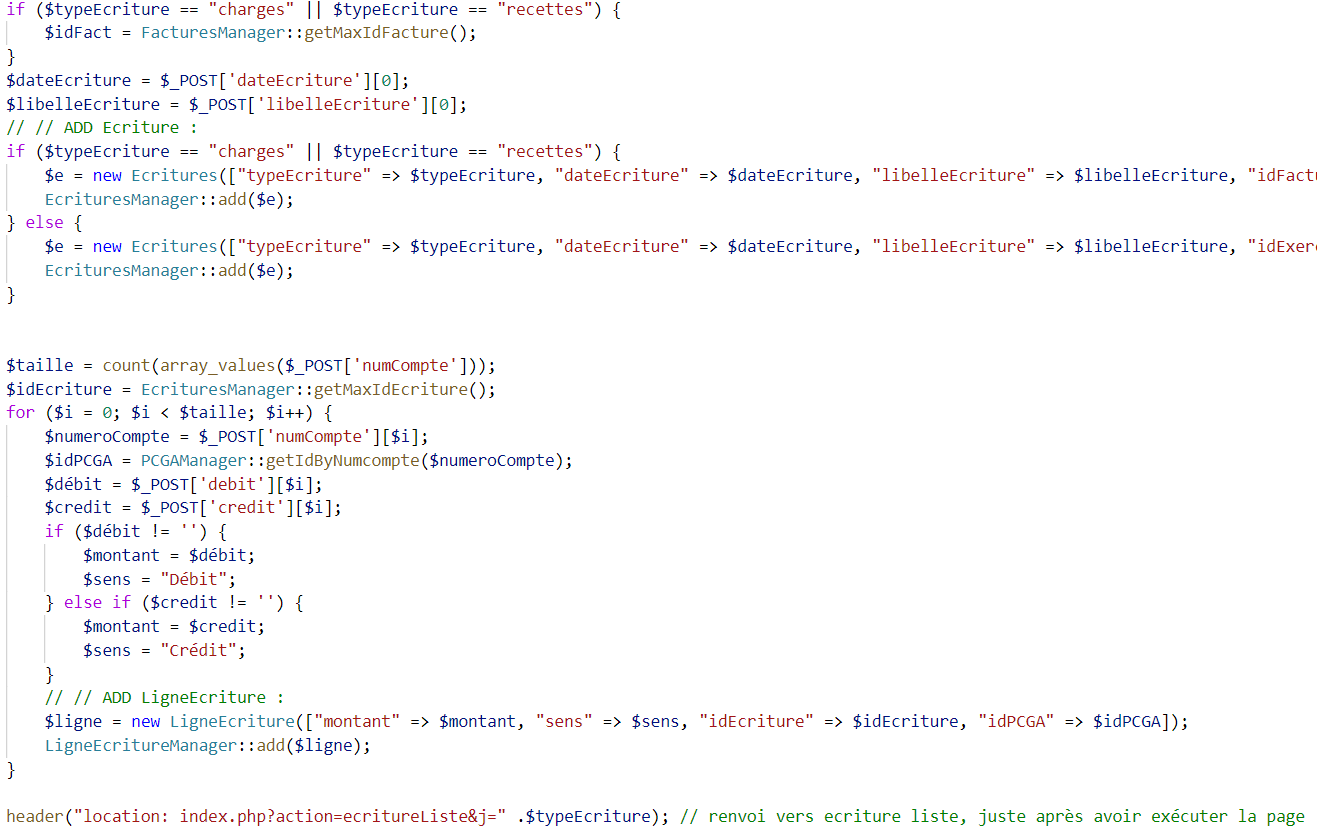 if ($typeEcriture == "charges" || $typeEcriture == "recettes") {
    $idFact = FacturesManager::getMaxIdFacture();
}
$dateEcriture = $_POST['dateEcriture'][0];
$libelleEcriture = $_POST['libelleEcriture'][0];
// // ADD Ecriture :
if ($typeEcriture == "charges" || $typeEcriture == "recettes") {
    $e = new Ecritures(["typeEcriture" => $typeEcriture, "dateEcriture" => $dateEcriture, "libelleEcriture" => $libelleEcriture, "idFact
    EcrituresManager::add($e);
} else {
    $e = new Ecritures(["typeEcriture" => $typeEcriture, "dateEcriture" => $dateEcriture, "libelleEcriture" => $libelleEcriture, "idExer
    EcrituresManager::add($e);
}
$taille = count(array_values($_POST['numCompte']));
$idEcriture = EcrituresManager::getMaxIdEcriture();
for ($i = 0; $i < $taille; $i++) {
    $numeroCompte = $_POST['numCompte'][$i];
    $idPCGA = PCGAManager::getIdByNumcompte($numeroCompte);
    $débit = $_POST['debit'][$i];
    $credit = $_POST['credit'][$i];
    if ($débit != '') {
        $montant = $débit;
        $sens = "Débit";
    } else if ($credit != '') {
        $montant = $credit;
        $sens = "Crédit";
    }
    // // ADD LigneEcriture :
    $ligne = new LigneEcriture(["montant" => $montant, "sens" => $sens, "idEcriture" => $idEcriture, "idPCGA" => $idPCGA]);
    LigneEcritureManager::add($ligne);
}
header("location: index.php?action=ecritureListe&j=" .$typeEcriture); // renvoi vers ecriture liste, juste après avoir exécuter la page